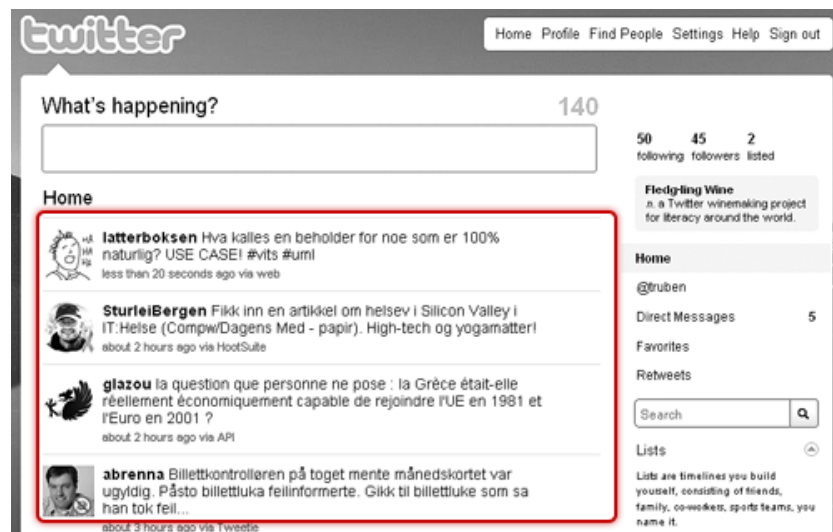 twitter
Home Profile Find People Settings Help Sign out
What's happening?
140
Home
latterboksen Hva kalles en beholder for noe som er 100%
naturlig? USE CASE! #vits #uml
less than 20 seconds ago via web
SturleiBergen Fikk inn en artikkel om helsev i Silicon Valley i
IT:Helse (Compw/Dagens Med - papir). High-tech og yogamatter!
about 2 hours ago via HootSuite
glazou la question que personne ne pose : la Grèce était-elle
réellement économiquement capable de rejoindre l'UE en 1981 et
l'Euro en 2001 ?
about 2 hours ago via API
abrenna Billettkontrolløren på toget mente månedskortet var
ugyldig. Påsto billettluka feilinformerte. Gikk til billettluke som sa
han tok feil...
about 3 hours ago via Tweetie
50 45 2
following followers listed
Fledgling Wine
n. a Twitter winemaking project
for literacy around the world.
Home
@truben
Direct Messages 5
Favorites
Retweets
Search
Lists
Lists are timelines you build
yourself, consisting of friends,
family, co-workers, sports teams, you
name it.